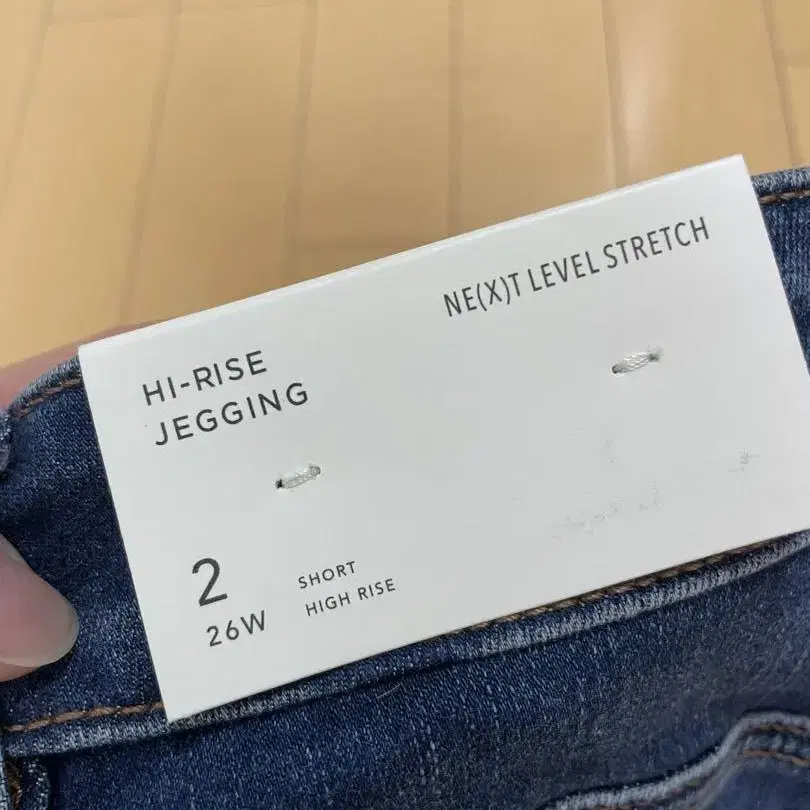 NE(X)T LEVEL STRETCH
HI-RISE
JEGGING
2
26W
SHORT
HIGH RISE